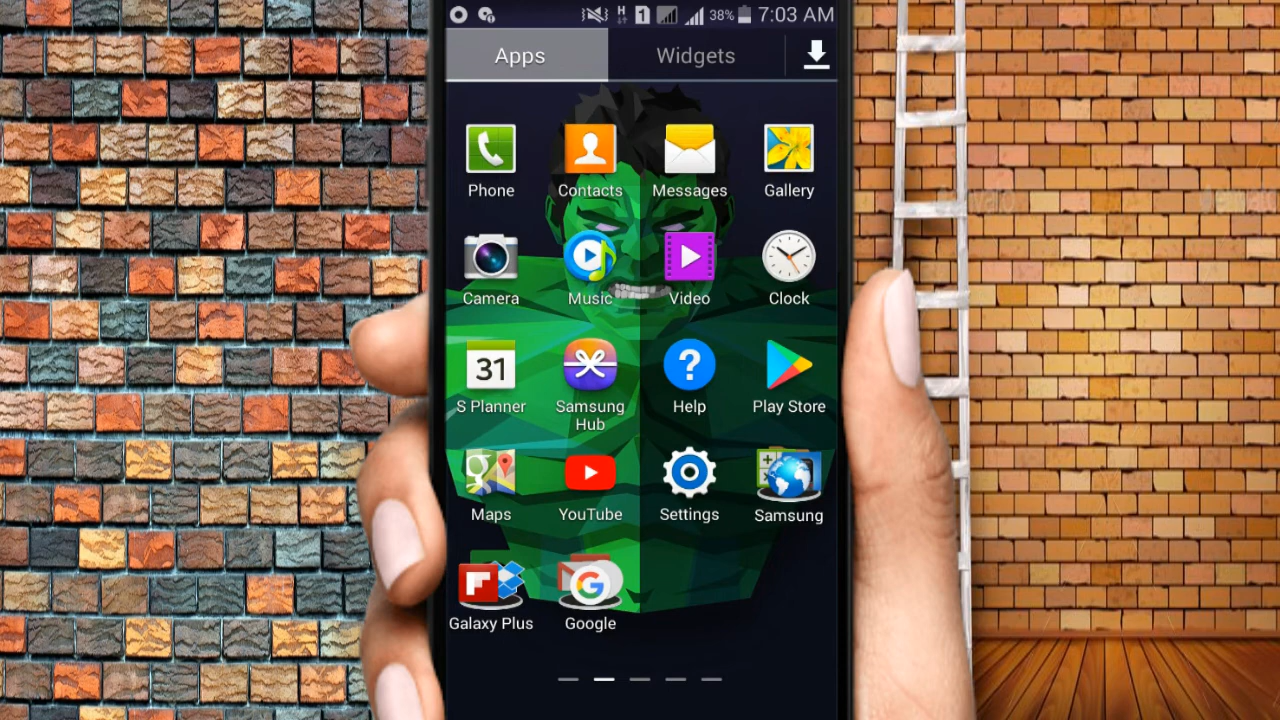 H 1 38% 7:03 AM
Apps Widgets
Phone Contacts Messages Gallery
Camera Music Video Clock
31
S Planner Samsung Hub Help Play Store
Maps YouTube Settings Samsung
Galaxy Plus Google